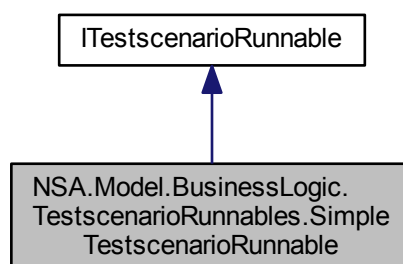 ITestscenarioRunnable
NSA.Model.BusinessLogic.
TestscenarioRunnables.Simple
TestscenarioRunnable